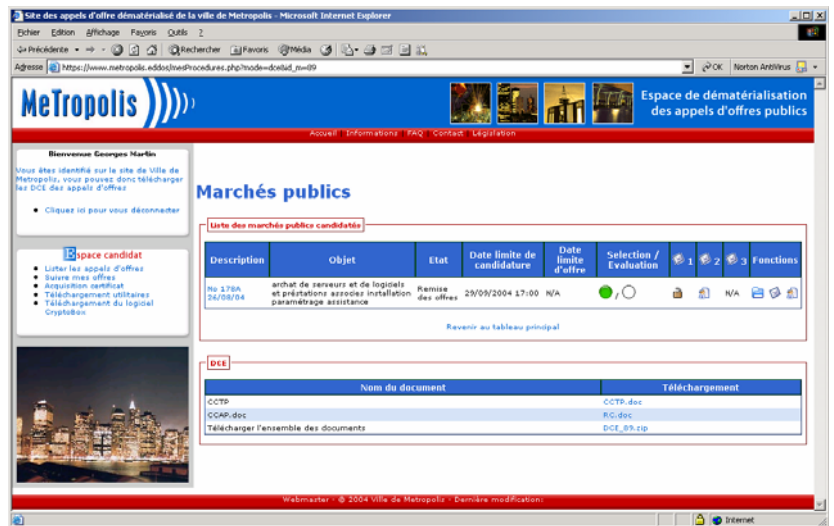 Site des appels d'offre dématérialisé de la ville de Metropolis - Microsoft Internet Explorer
Fichier Edition Affichage Favoris Outils ?
Précédente Rechercher Favoris Média
Adresse https://www.metropolis.eddos/mesProcedures.php?mode=dce&id_m=89 OK Norton AntiVirus
MeTropolis
Espace de dématérialisation
des appels d'offres publics
Accueil Informations FAQ Contact Législation
Bienvenue Georges Martin
Vous êtes identifié sur le site de Ville de
Metropolis, vous pouvez donc télécharger
les DCE des appels d'offres
Cliquez ici pour vous déconnecter
Espace candidat
Lister les appels d'offres
Suivre mes offres
Acquisition certificat
Téléchargement utilitaires
Téléchargement du logiciel
CryptoBox
Marchés publics
Liste des marchés publics candidatés
Description Objet Etat Date limite de candidature Date limite d'offre Selection / Evaluation 1 2 3 Functions
No 178A 26/08/04 archat de serveurs et de logiciels et préstations associes installation paramétrage assistance Remise des offres 29/09/2004 17:00 N/A , N/A
Revenir au tableau principal
DCE
Nom du document Téléchargement
CCTP CCTP.doc
CCAP.doc RC.doc
Télécharger l'ensemble des documents DCE_89.zip
Webmaster - © 2004 Ville de Metropolis - Dernière modification:
Internet